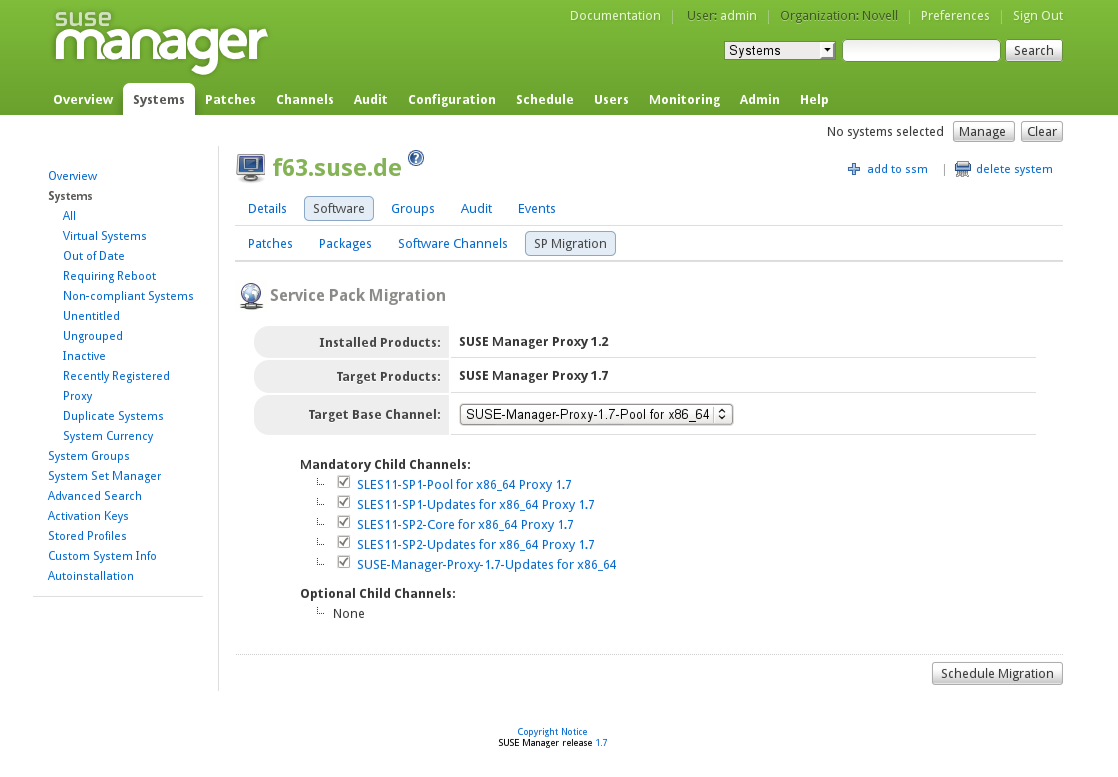 suse
manager
Documentation | User: admin | Organization: Novell | Preferences | Sign Out
Systems Search
Overview Systems Patches Channels Audit Configuration Schedule Users Monitoring Admin Help
No systems selected Manage Clear
f63.suse.de ?
add to ssm | delete system
Overview
Systems
All
Virtual Systems
Out of Date
Requiring Reboot
Non-compliant Systems
Unentitled
Ungrouped
Inactive
Recently Registered
Proxy
Duplicate Systems
System Currency
System Groups
System Set Manager
Advanced Search
Activation Keys
Stored Profiles
Custom System Info
Autoinstallation
Details Software Groups Audit Events
Patches Packages Software Channels SP Migration
Service Pack Migration
Installed Products: SUSE Manager Proxy 1.2
Target Products: SUSE Manager Proxy 1.7
Target Base Channel: SUSE-Manager-Proxy-1.7-Pool for x86_64
Mandatory Child Channels:
SLES11-SP1-Pool for x86_64 Proxy 1.7
SLES11-SP1-Updates for x86_64 Proxy 1.7
SLES11-SP2-Core for x86_64 Proxy 1.7
SLES11-SP2-Updates for x86_64 Proxy 1.7
SUSE-Manager-Proxy-1.7-Updates for x86_64
Optional Child Channels:
None
Schedule Migration
Copyright Notice
SUSE Manager release 1.7